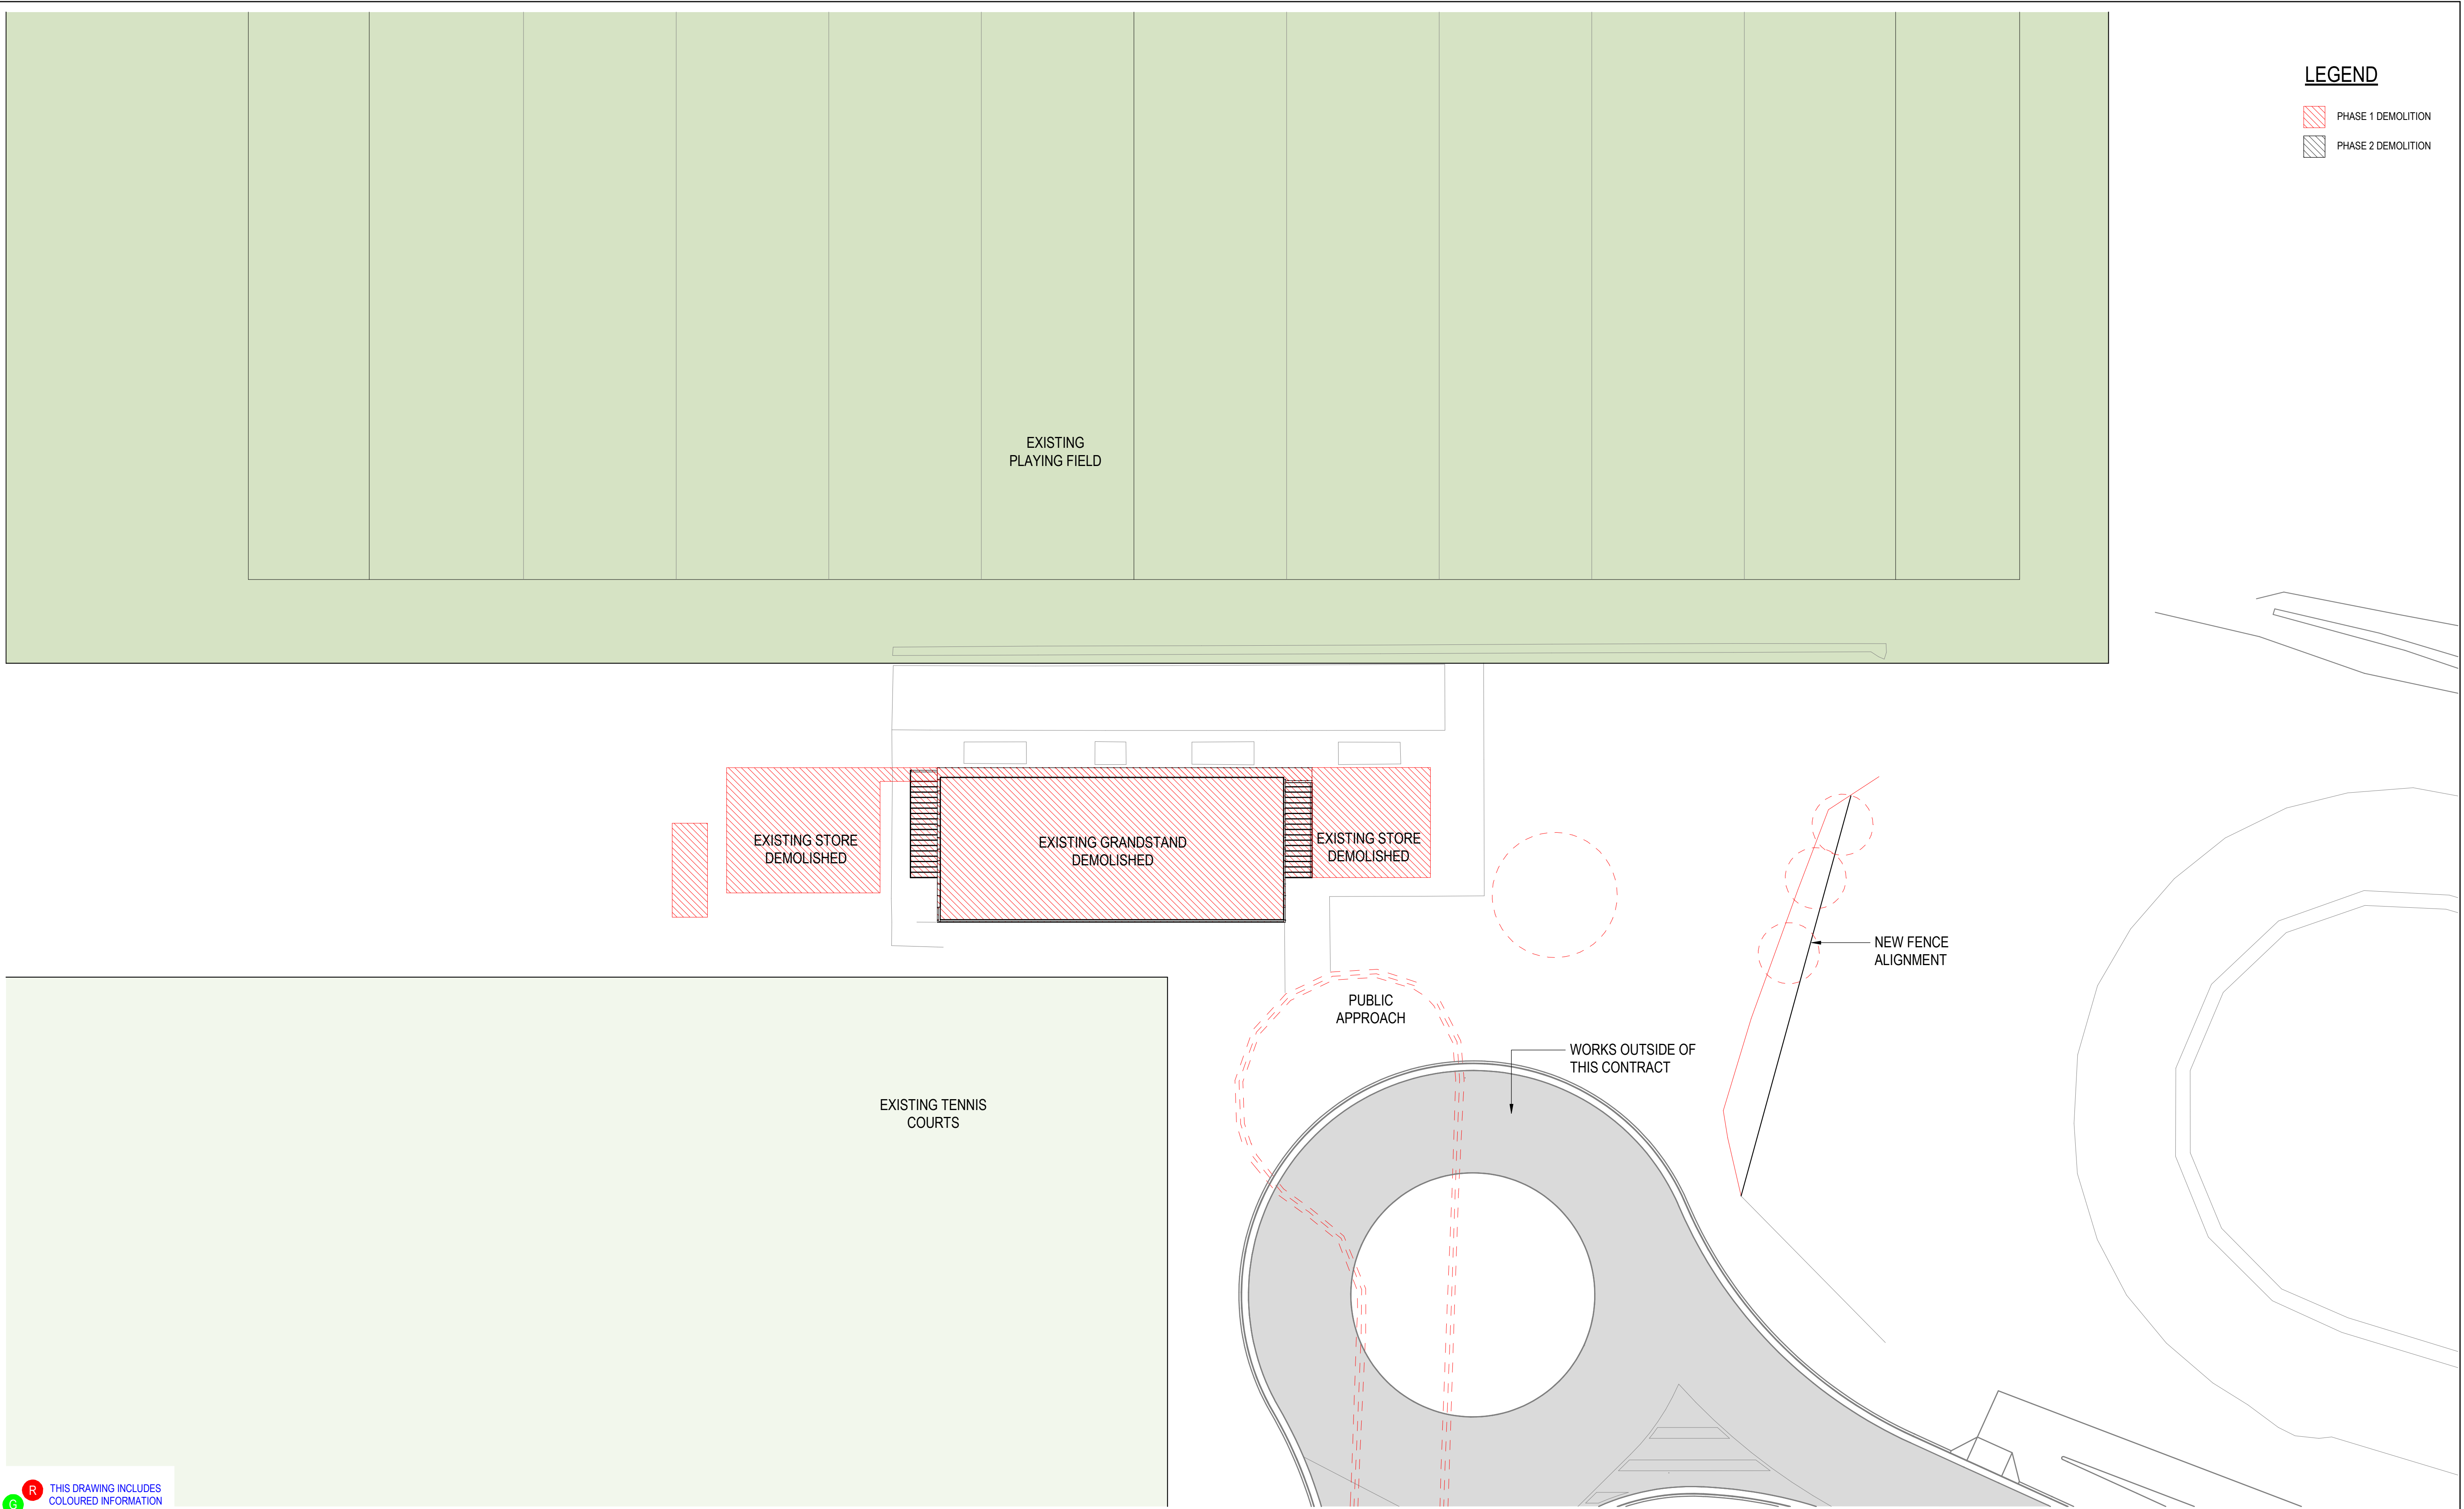 LEGEND
PHASE 1 DEMOLITION
PHASE 2 DEMOLITION
EXISTING
PLAYING FIELD
EXISTING STORE
DEMOLISHED
EXISTING GRANDSTAND
DEMOLISHED
EXISTING STORE
DEMOLISHED
NEW FENCE
ALIGNMENT
PUBLIC
APPROACH
WORKS OUTSIDE OF
THIS CONTRACT
EXISTING TENNIS
COURTS
R
THIS DRAWING INCLUDES
COLOURED INFORMATION
G